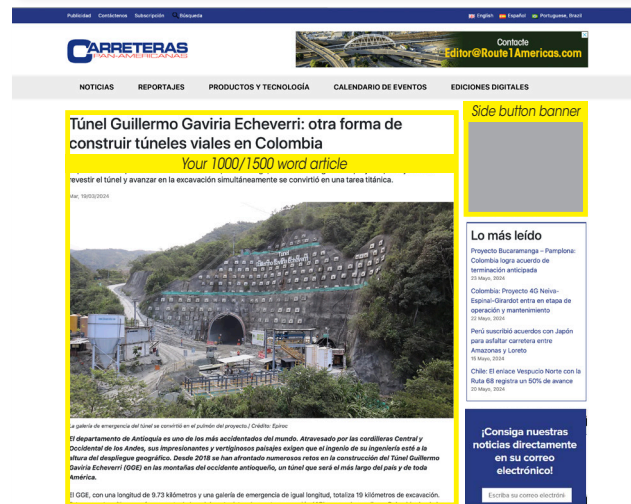 Publicidad Contáctenos Subscripción Búsqueda
English Español Portuguese, Brazil
CARRETERAS
PAN-AMERICANAS
Contacte
Editor@Route1Americas.com
NOTICIAS REPORTAJES PRODUCTOS Y TECNOLOGÍA CALENDARIO DE EVENTOS EDICIONES DIGITALES
Túnel Guillermo Gaviria Echeverri: otra forma de
construir túneles viales en Colombia
Your 1000/1500 word article
revestir el túnel y avanzar en la excavación simultáneamente se convirtió en una tarea titánica.
Mar, 19/03/2024
Túnel
Guillermo Gaviria Echeverri
La galería de emergencia del túnel se convirtió en el pulmón del proyecto./ Crédito: Epiroc
El departamento de Antioquia es uno de los más accidentados del mundo. Atravesado por las cordilleras Central y
Occidental de los Andes, sus impresionantes y vertiginosos paisajes exigen que el ingenio de su ingeniería esté a la
altura del despliegue geográfico. Desde 2018 se han afrontado numerosos retos en la construcción del Túnel Guillermo
Gaviria Echeverri (GGE) en las montañas del occidente antioqueño, un túnel que será el más largo del país y de toda
América.
El GGE, con una longitud de 9.73 kilómetros y una galería de emergencia de igual longitud, totaliza 19 kilómetros de excavación.
Side button banner
Lo más leído
Proyecto Bucaramanga – Pamplona:
Colombia logra acuerdo de
terminación anticipada
23 Mayo, 2024
Colombia: Proyecto 4G Neiva-
Espinal-Girardot entra en etapa de
operación y mantenimiento
22 Mayo, 2024
Perú suscribió acuerdos con Japón
para asfaltar carretera entre
Amazonas y Loreto
16 Mayo, 2024
Chile: El enlace Vespucio Norte con la
Ruta 68 registra un 50% de avance
20 Mayo, 2024
¡Consiga nuestras
noticias directamente
en su correo
electrónico!
Escriba su correo electróni